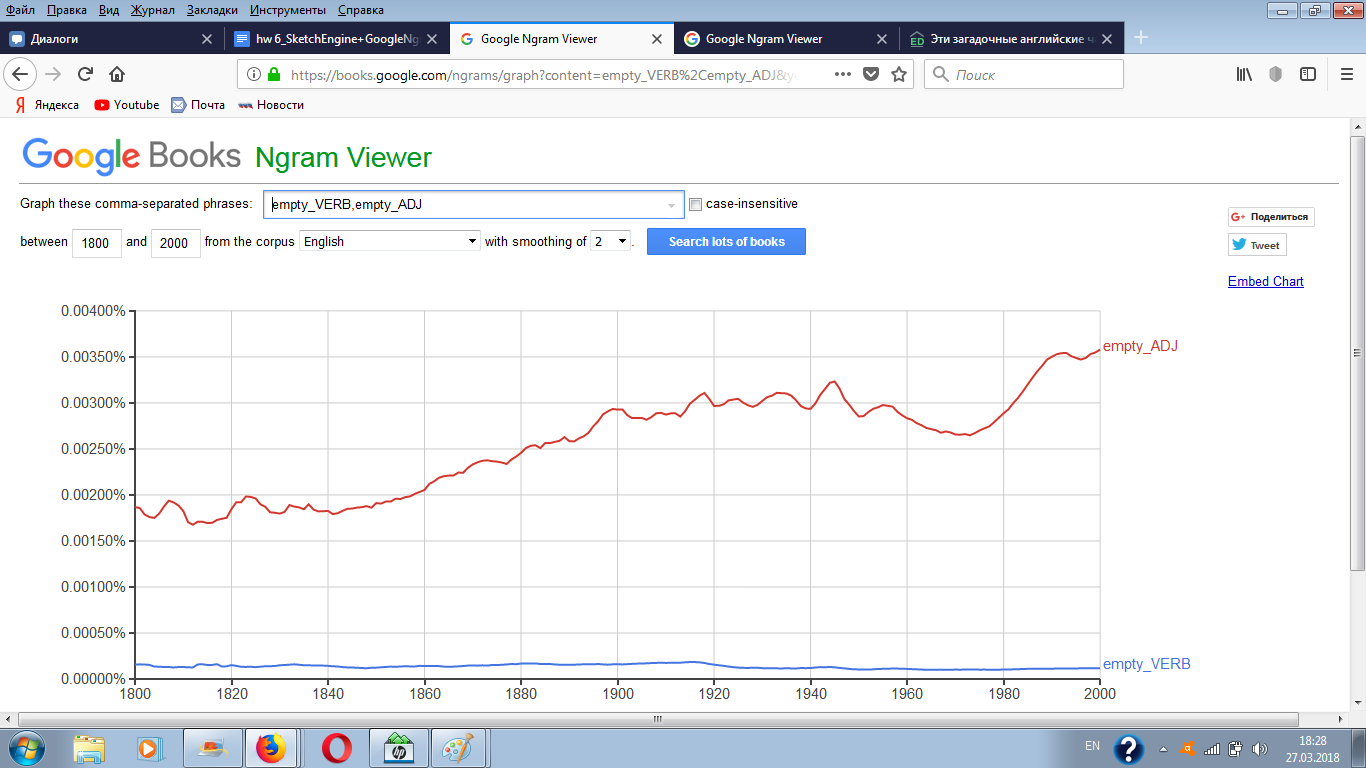 Файл Правка Вид Журнал Закладки Инструменты Справка
Диалоги hw 6_SketchEngine+GoogleNg Google Ngram Viewer Google Ngram Viewer Эти загадочные английские ч
https://books.google.com/ngrams/graph?content=empty_VERB%2Cempty_ADJ&y Поиск
Яндекса Youtube Почта Новости
Google Books Ngram Viewer
Graph these comma-separated phrases: empty_VERB,empty_ADJ case-insensitive
between 1800 and 2000 from the corpus English with smoothing of 2 . Search lots of books
G+ Поделиться
Tweet
Embed Chart
0.00400%
0.00350%
0.00300%
0.00250%
0.00200%
0.00150%
0.00100%
0.00050%
0.00000%
empty_ADJ
empty_VERB
1800 1820 1840 1860 1880 1900 1920 1940 1960 1980 2000
EN 18:28
27.03.2018